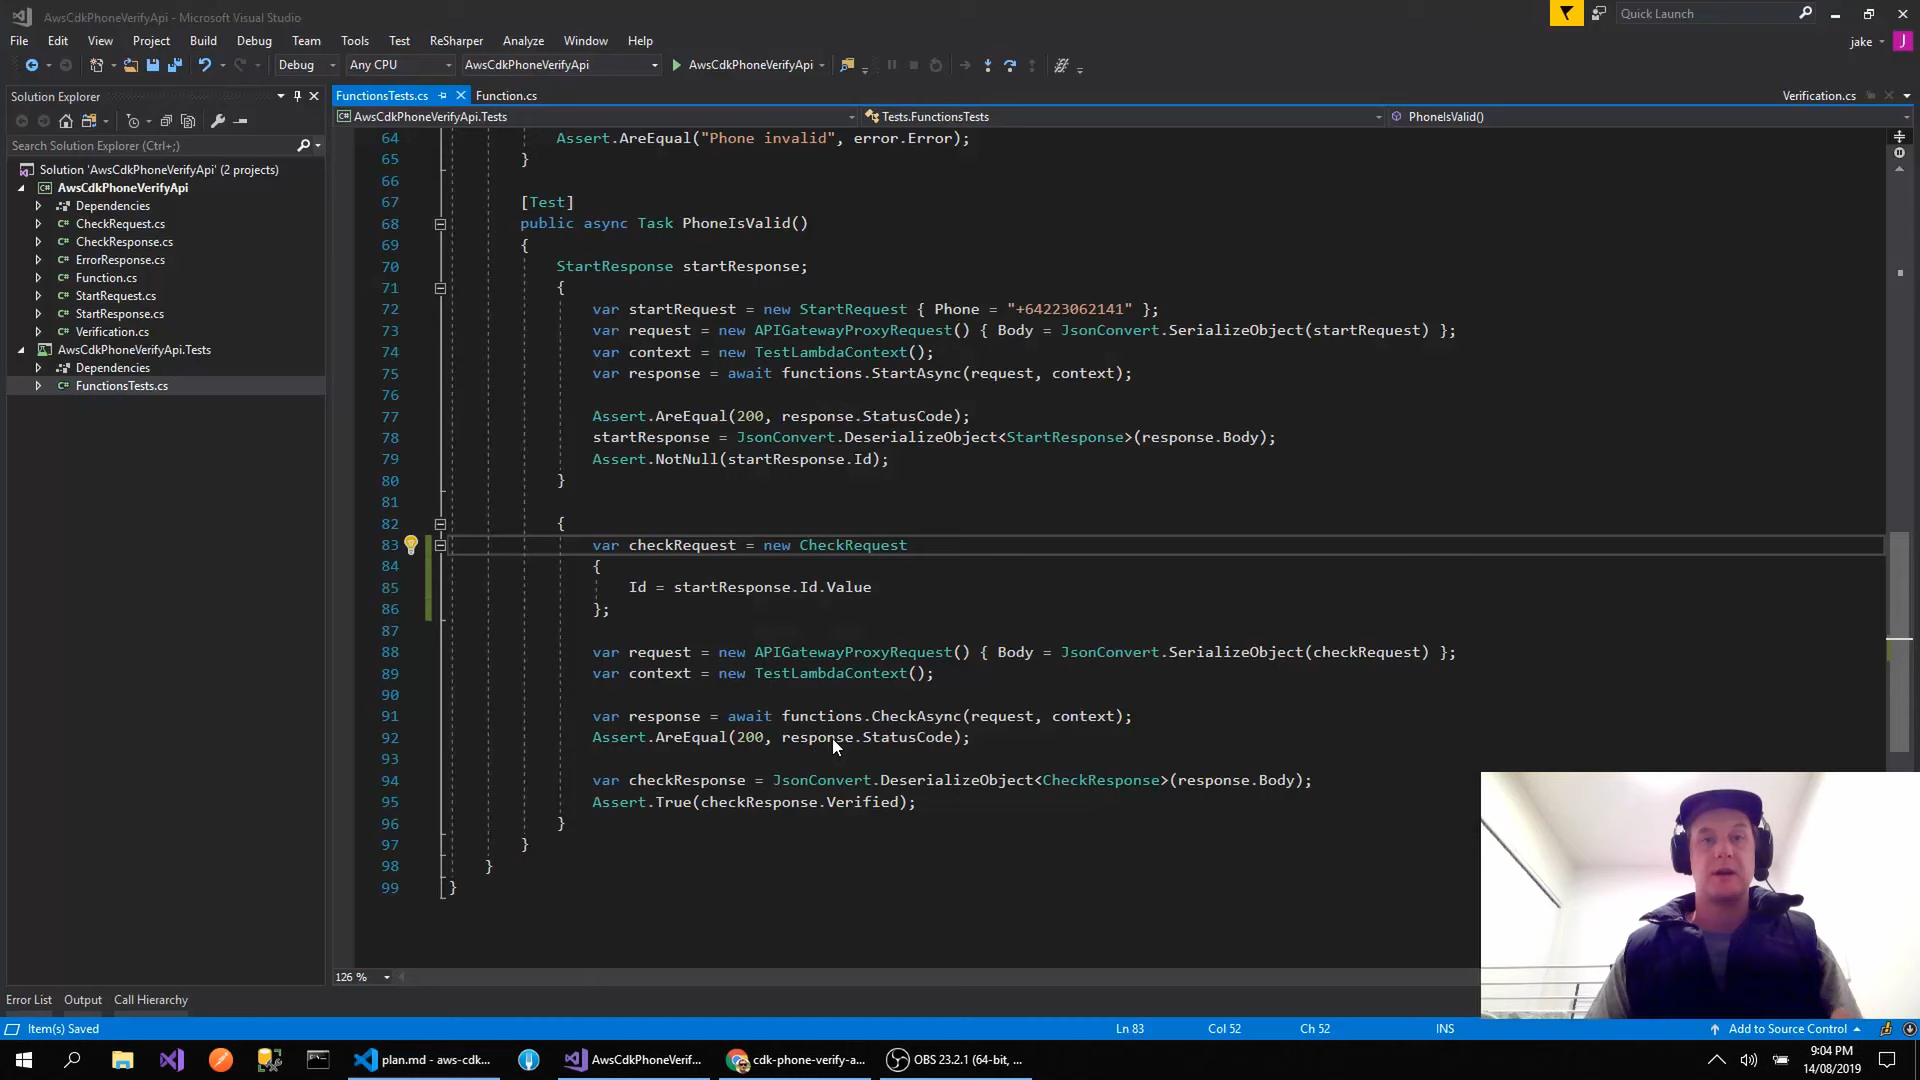 AwsCdkPhoneVerifyApi - Microsoft Visual Studio
Quick Launch
File Edit View Project Build Debug Team Tools Test ReSharper Analyze Window Help
jake J
Debug Any CPU AwsCdkPhoneVerifyApi AwsCdkPhoneVerifyApi
Solution Explorer
FunctionsTests.cs Function.cs Verification.cs
AwsCdkPhoneVerifyApi.Tests Tests.FunctionsTests PhoneIsValid()
Search Solution Explorer (Ctrl+;)
Solution 'AwsCdkPhoneVerifyApi' (2 projects)
AwsCdkPhoneVerifyApi
Dependencies
CheckRequest.cs
CheckResponse.cs
ErrorResponse.cs
Function.cs
StartRequest.cs
StartResponse.cs
Verification.cs
AwsCdkPhoneVerifyApi.Tests
Dependencies
FunctionsTests.cs
64 Assert.AreEqual("Phone invalid", error.Error);
65 }
66
67 [Test]
68 public async Task PhoneIsValid()
69 {
70 StartResponse startResponse;
71 {
72 var startRequest = new StartRequest { Phone = "+64223062141" };
73 var request = new APIGatewayProxyRequest() { Body = JsonConvert.SerializeObject(startRequest) };
74 var context = new TestLambdaContext();
75 var response = await functions.StartAsync(request, context);
76
77 Assert.AreEqual(200, response.StatusCode);
78 startResponse = JsonConvert.DeserializeObject<StartResponse>(response.Body);
79 Assert.NotNull(startResponse.Id);
80 }
81
82 {
83 var checkRequest = new CheckRequest
84 {
85 Id = startResponse.Id.Value
86 };
87
88 var request = new APIGatewayProxyRequest() { Body = JsonConvert.SerializeObject(checkRequest) };
89 var context = new TestLambdaContext();
90
91 var response = await functions.CheckAsync(request, context);
92 Assert.AreEqual(200, response.StatusCode);
93
94 var checkResponse = JsonConvert.DeserializeObject<CheckResponse>(response.Body);
95 Assert.True(checkResponse.Verified);
96 }
97 }
98 }
99 }
126 %
Error List Output Call Hierarchy
Item(s) Saved Ln 83 Col 52 Ch 52 INS Add to Source Control
plan.md - aws-cdk... AwsCdkPhoneVerif... cdk-phone-verify-a... OBS 23.2.1 (64-bit, ...
9:04 PM
14/08/2019